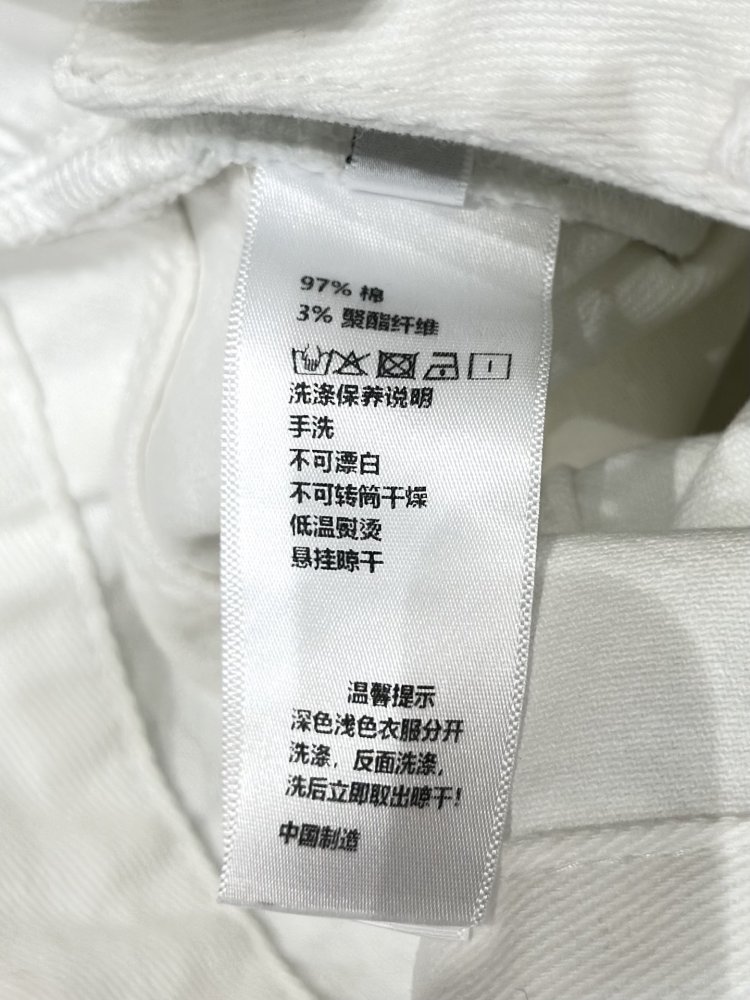 97% 棉
3% 聚酯纤维
洗涤保养说明
手洗
不可漂白
不可转筒干燥
低温熨烫
悬挂晾干
温馨提示
深色浅色衣服分开
洗涤，反面洗涤，
洗后立即取出晾干！
中国制造